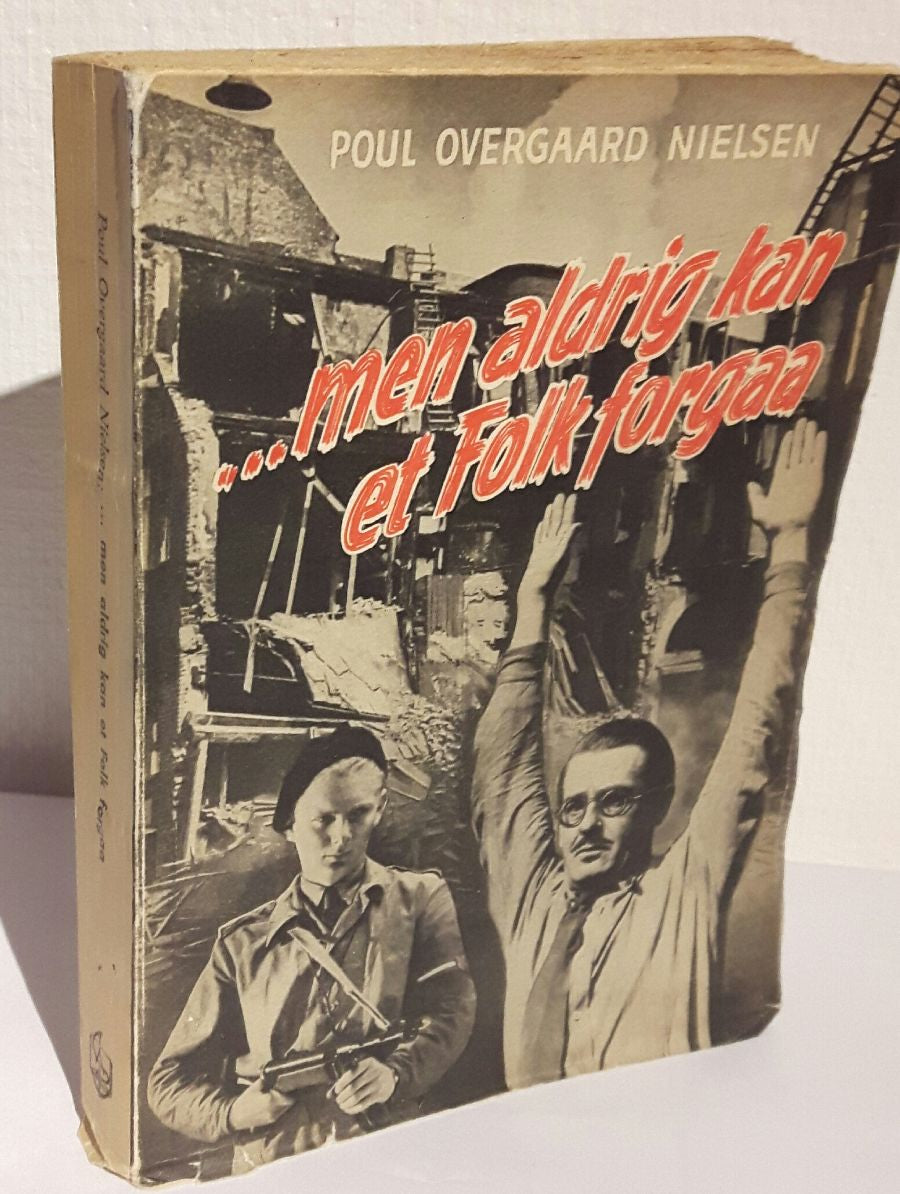 POUL OVERGAARD NIELSEN
...men aldrig kan
et Folk forgaa
Poul Overgaard Nielsen: ... men aldrig kan et Folk forgaa